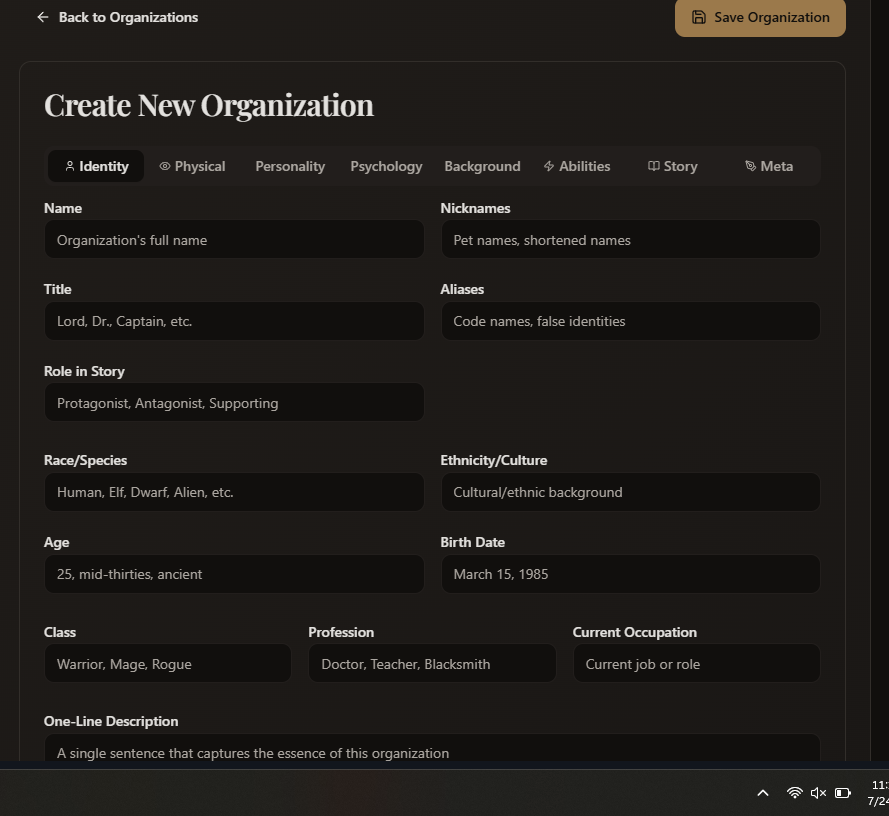 Back to Organizations
Save Organization
Create New Organization
Identity Physical Personality Psychology Background Abilities Story Meta
Name Nicknames
Organization's full name Pet names, shortened names
Title Aliases
Lord, Dr., Captain, etc. Code names, false identities
Role in Story
Protagonist, Antagonist, Supporting
Race/Species Ethnicity/Culture
Human, Elf, Dwarf, Alien, etc. Cultural/ethnic background
Age Birth Date
25, mid-thirties, ancient March 15, 1985
Class Profession Current Occupation
Warrior, Mage, Rogue Doctor, Teacher, Blacksmith Current job or role
One-Line Description
A single sentence that captures the essence of this organization